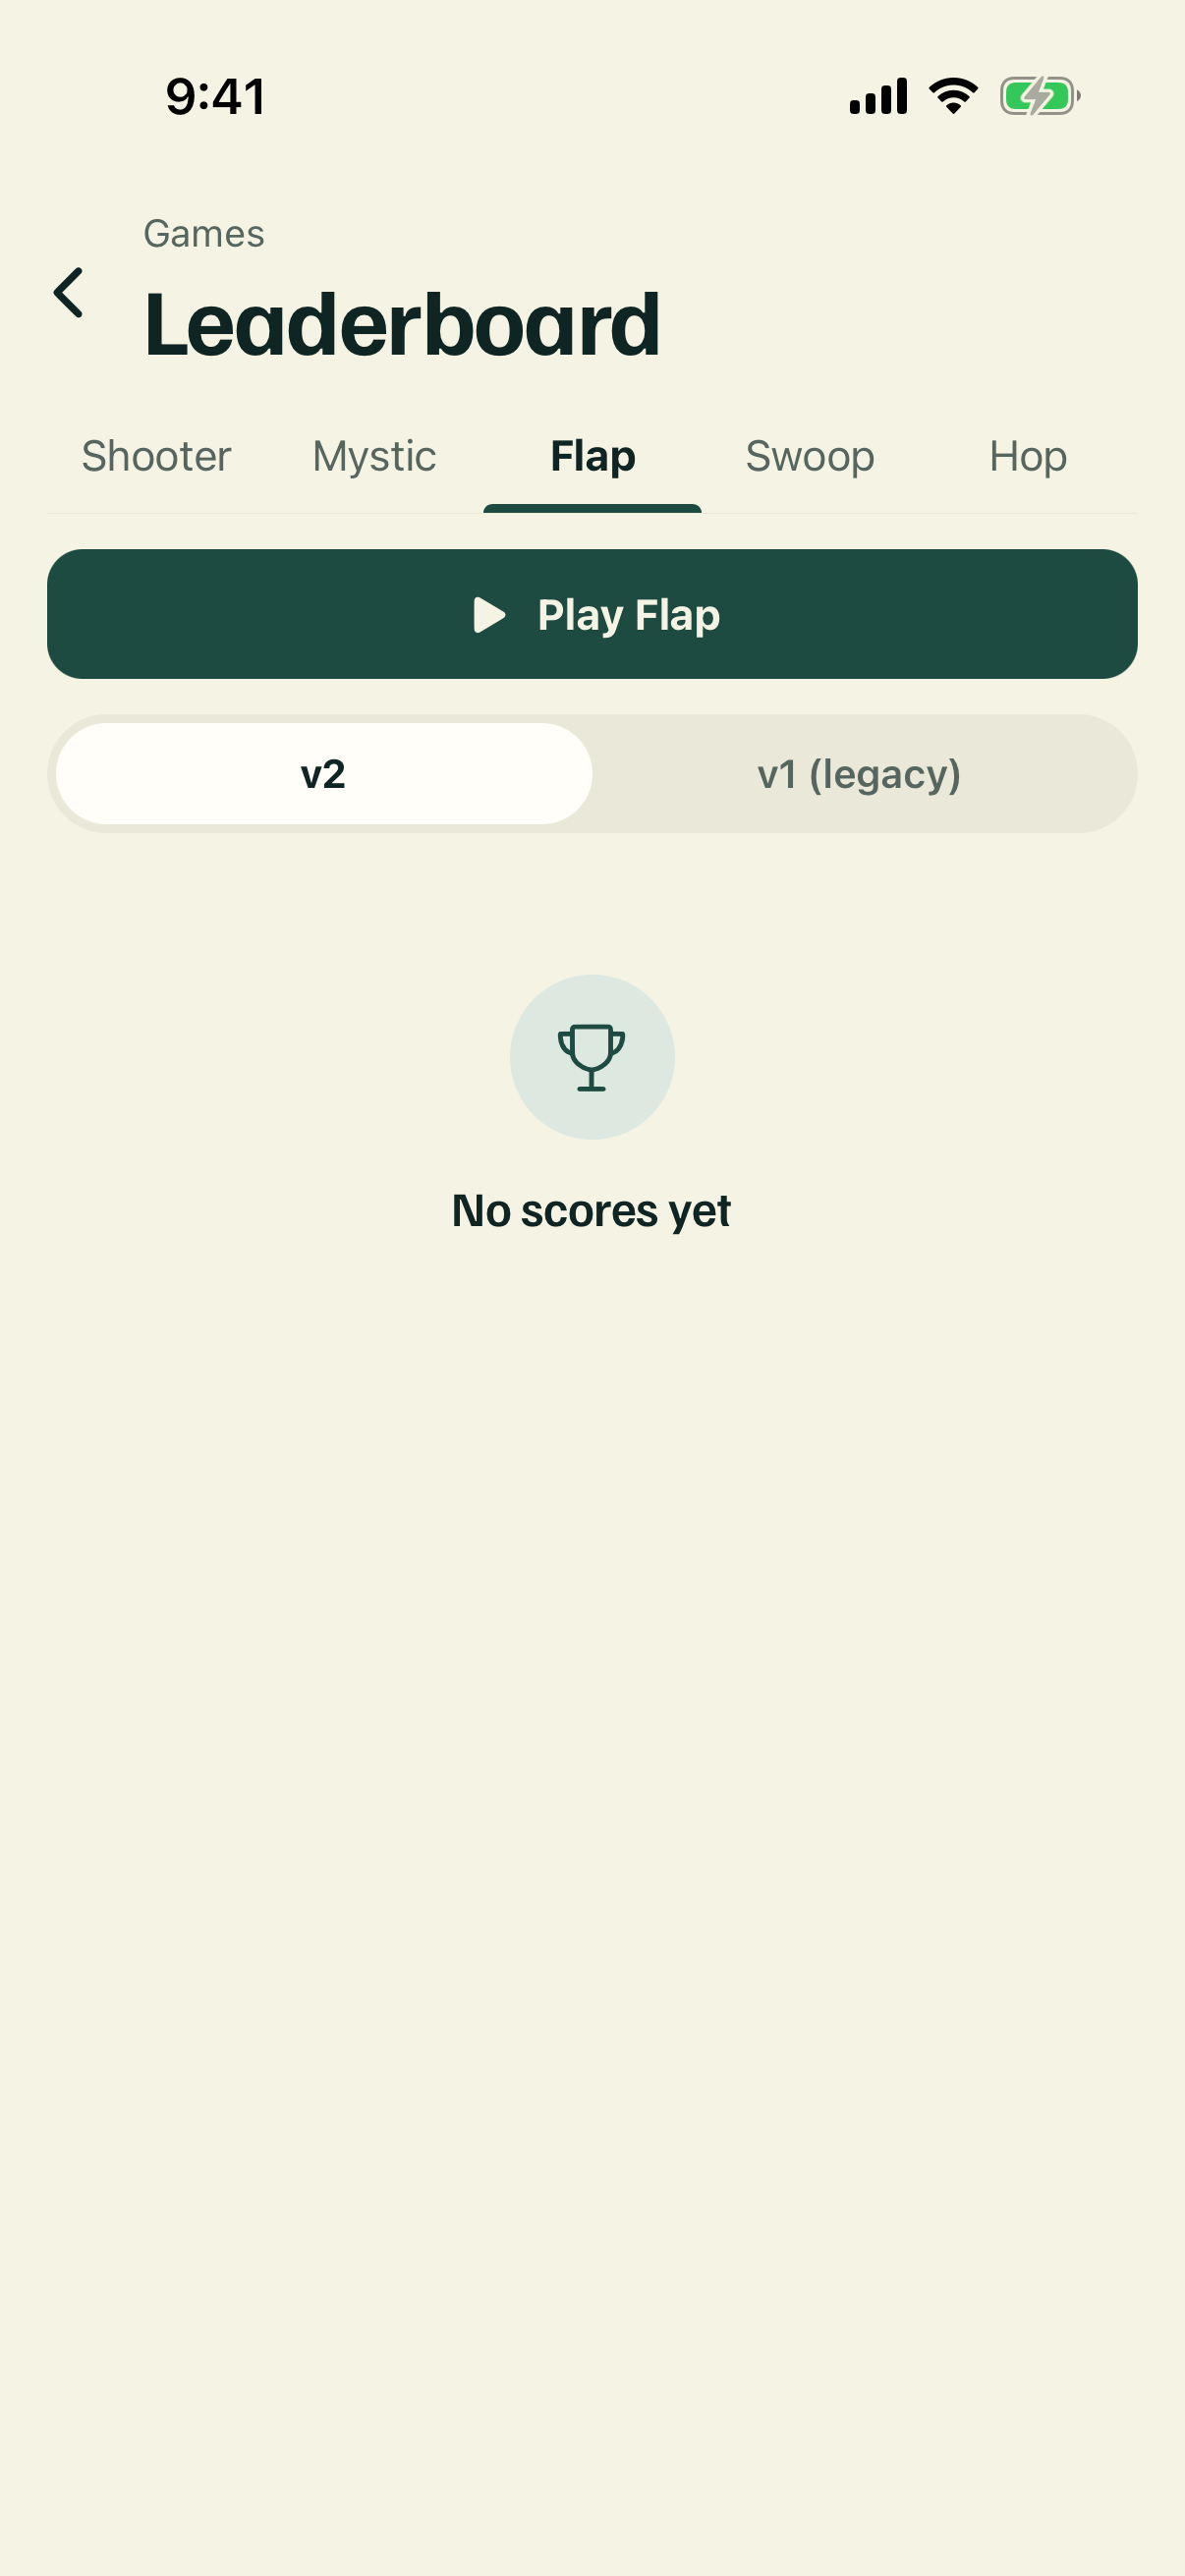 9:41
Games
Leaderboard
Shooter Mystic Flap Swoop Hop
Play Flap
v2 v1 (legacy)
No scores yet